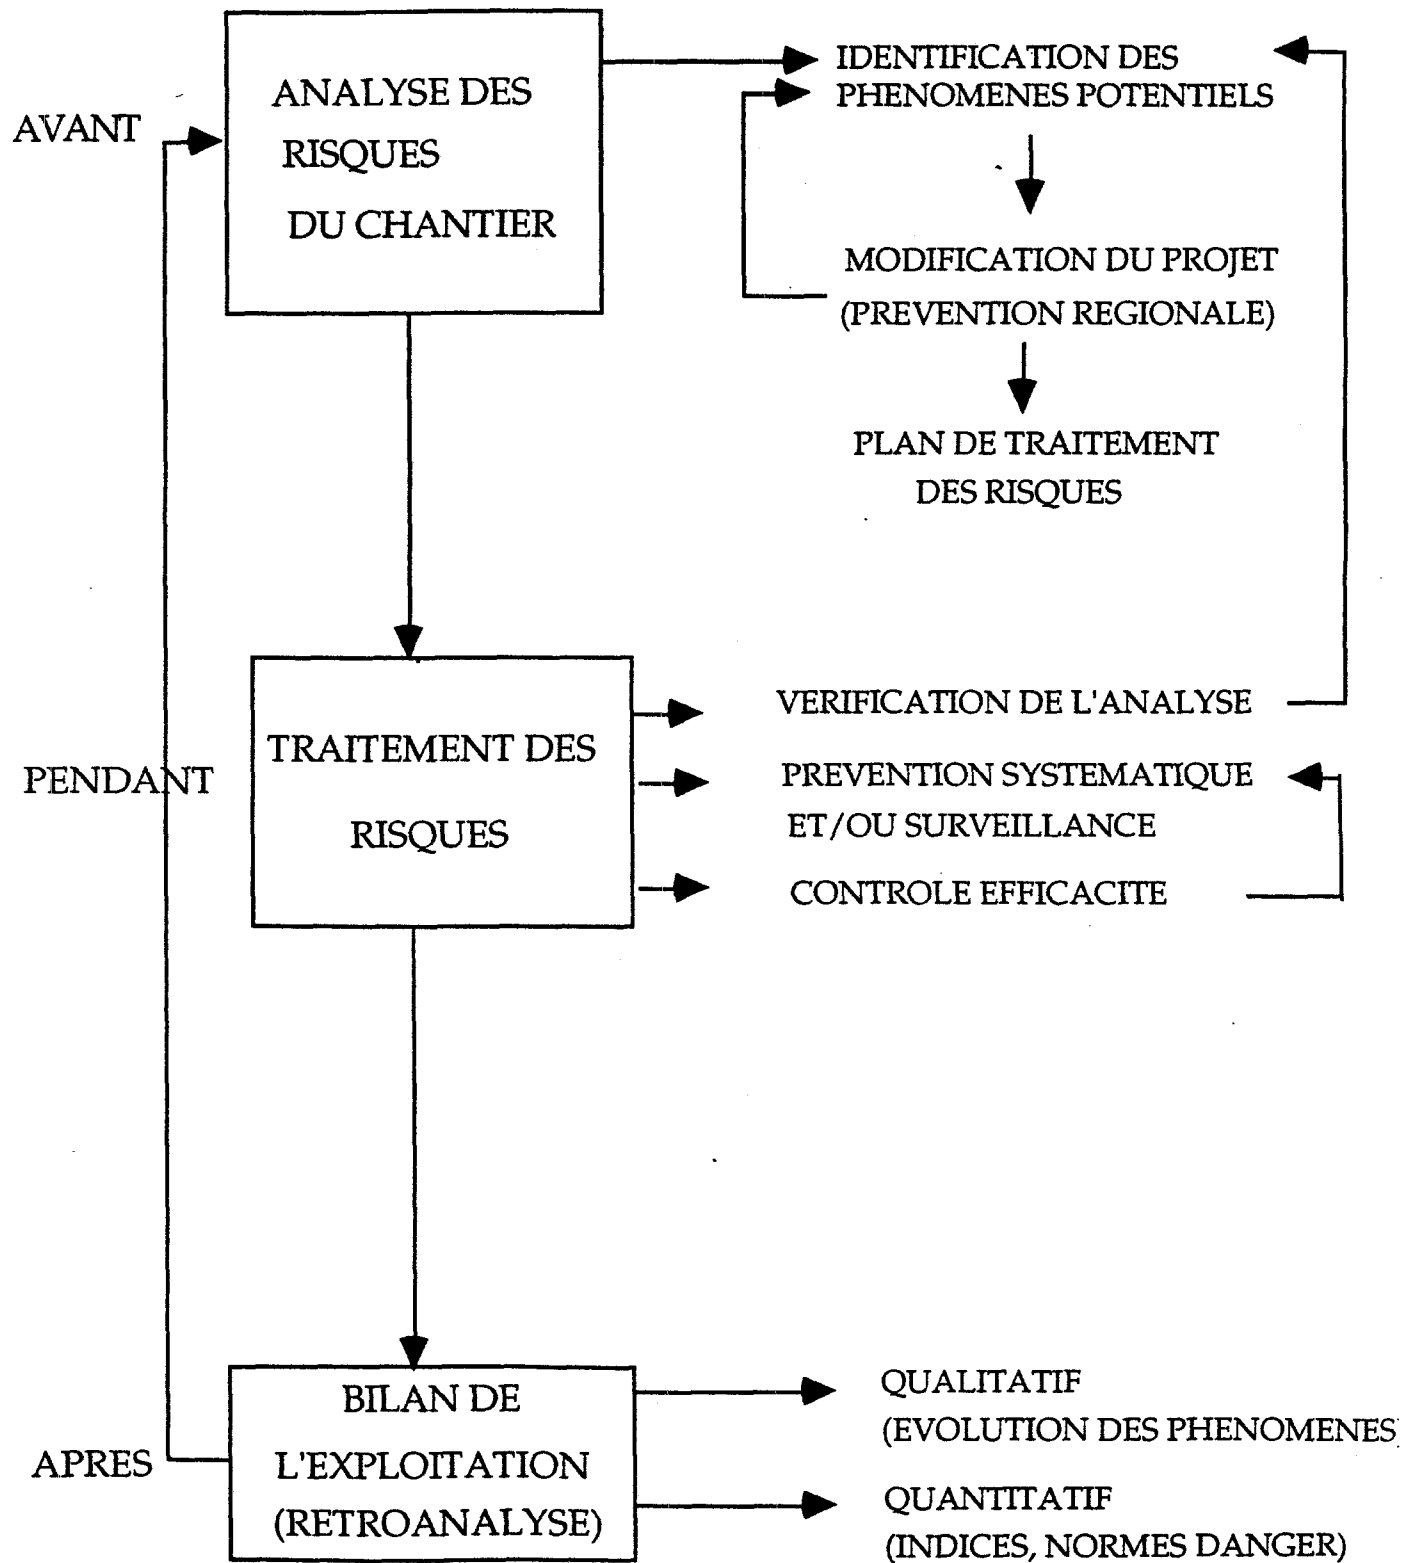 AVANT
ANALYSE DES
RISQUES
DU CHANTIER
IDENTIFICATION DES
PHENOMENES POTENTIELS
MODIFICATION DU PROJET
(PREVENTION REGIONALE)
PLAN DE TRAITEMENT
DES RISQUES
PENDANT
TRAITEMENT DES
RISQUES
VERIFICATION DE L'ANALYSE
PREVENTION SYSTEMATIQUE
ET/OU SURVEILLANCE
CONTROLE EFFICACITE
APRES
BILAN DE
L'EXPLOITATION
(RETROANALYSE)
QUALITATIF
(EVOLUTION DES PHENOMENES
QUANTITATIF
(INDICES, NORMES DANGER)